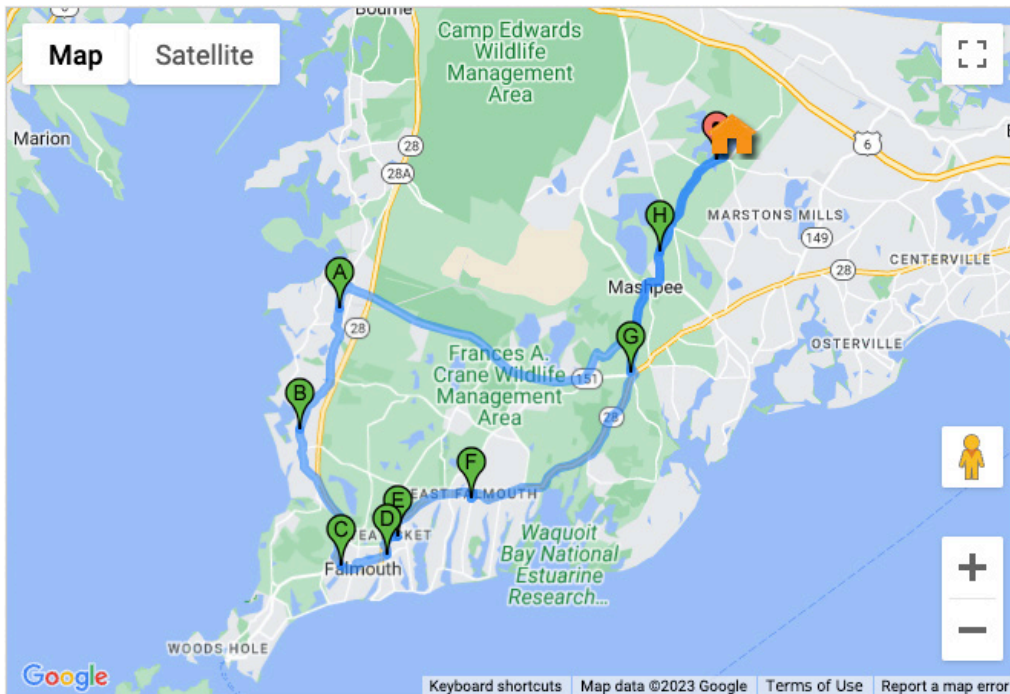 Bourne
Map
Satellite
Camp Edwards
Wildlife
Management
Area
Marion
28
28A
6
H
MARSTONS MILLS
149
CENTERVILLE
28
A
Mashpee
28
OSTERVILLE
G
Frances A.
Crane Wildlife
Management
Area
151
B
28
F
EAST FALMOUTH
E
D
C
Falmouth
Waquoit
Bay National
Estuarine
Research...
WOODS HOLE
Google
Keyboard shortcuts
Map data ©2023 Google
Terms of Use
Report a map error